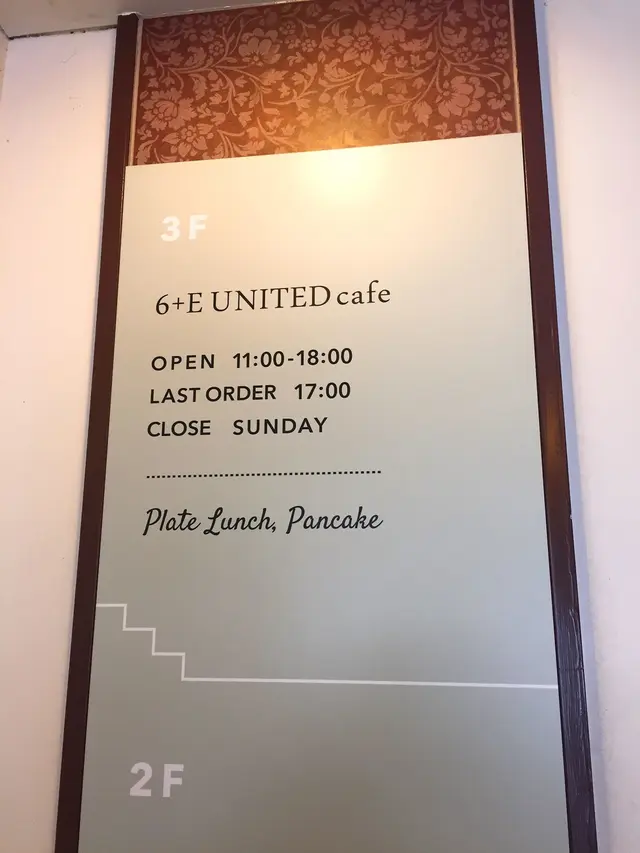 3F
6+E UNITED cafe
OPEN 11:00-18:00
LAST ORDER 17:00
CLOSE SUNDAY
Plate Lunch, Pancake
2F